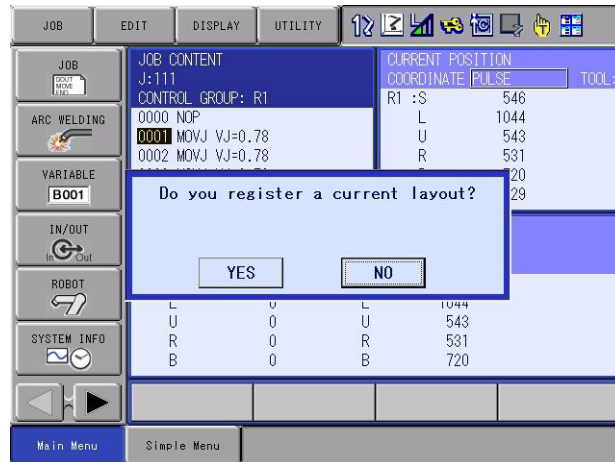 JOB EDIT DISPLAY UTILITY
JOB
DOUT
MOVE
END
ARC WELDING
VARIABLE
B001
IN/OUT
In Out
ROBOT
SYSTEM INFO
JOB CONTENT
J:111
CONTROL GROUP: R1
0000 NOP
0001 MOVJ VJ=0.78
0002 MOVJ VJ=0.78
CURRENT POSITION
COORDINATE PULSE TOOL:
R1 :S 546
L 1044
U 543
R 531
720
29
Do you register a current layout?
YES NO
L 0 L 1044
U 0 U 543
R 0 R 531
B 0 B 720
Main Menu Simple Menu